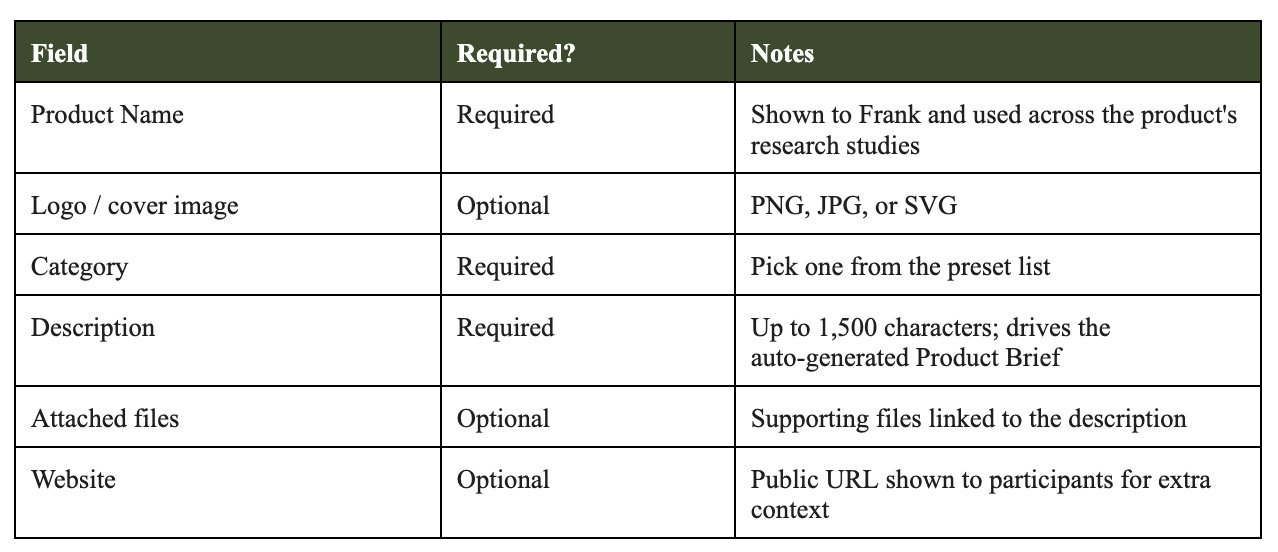 Field Required? Notes
Product Name Required Shown to Frank and used across the product's
research studies
Logo / cover image Optional PNG, JPG, or SVG
Category Required Pick one from the preset list
Description Required Up to 1,500 characters; drives the
auto-generated Product Brief
Attached files Optional Supporting files linked to the description
Website Optional Public URL shown to participants for extra
context